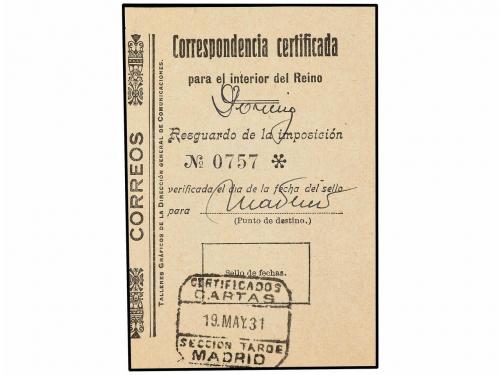 CORREOS
TALLERES GRÁFICOS DE LA DIRECCIÓN GENERAL DE COMUNICACIONES.
Correspondencia certificada
para el interior del Reino
Resguardo de la imposición
Nº 0757 ✻
verificada el dia de la fecha del sello
para Madrid
(Punto de destino.)
Sello de fechas.
CERTIFICADOS
CARTAS
19.MAY.31
SECCION TARDE
MADRID